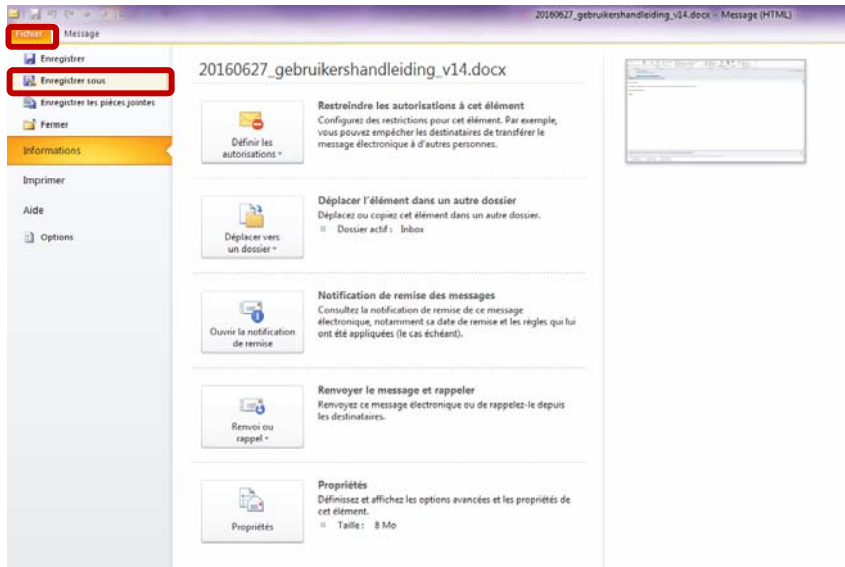 20160627_gebruikershandleiding_v14.docx - Message (HTML)
Fichier Message
Enregistrer
Enregistrer sous
Enregistrer les pièces jointes
Fermer
Informations
Imprimer
Aide
Options
20160627_gebruikershandleiding_v14.docx
Définir les
autorisations
Restreindre les autorisations à cet élément
Configurez des restrictions pour cet élément. Par exemple,
vous pouvez empêcher les destinataires de transférer le
message électronique à d'autres personnes.
Déplacer vers
un dossier
Déplacer l'élément dans un autre dossier
Déplacez ou copiez cet élément dans un autre dossier.
Dossier actif : Inbox
Ouvrir la notification
de remise
Notification de remise des messages
Consultez la notification de remise de ce message
électronique, notamment sa date de remise et les règles qui lui
ont été appliquées (le cas échéant).
Renvoi ou
rappel
Renvoyer le message et rappeler
Renvoyez ce message électronique ou de rappelez-le depuis
les destinataires.
Propriétés
Propriétés
Définissez et affichez les options avancées et les propriétés de
cet élément.
Taille : 8 Mo